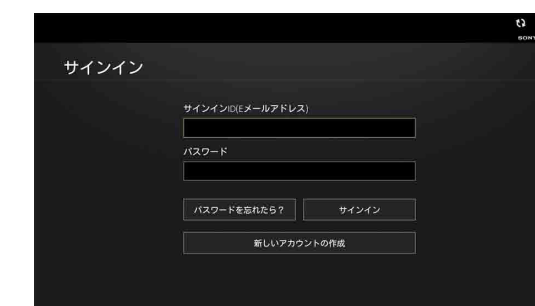 SONY
サインイン
サインインID(Eメールアドレス)
パスワード
パスワードを忘れたら？
サインイン
新しいアカウントの作成